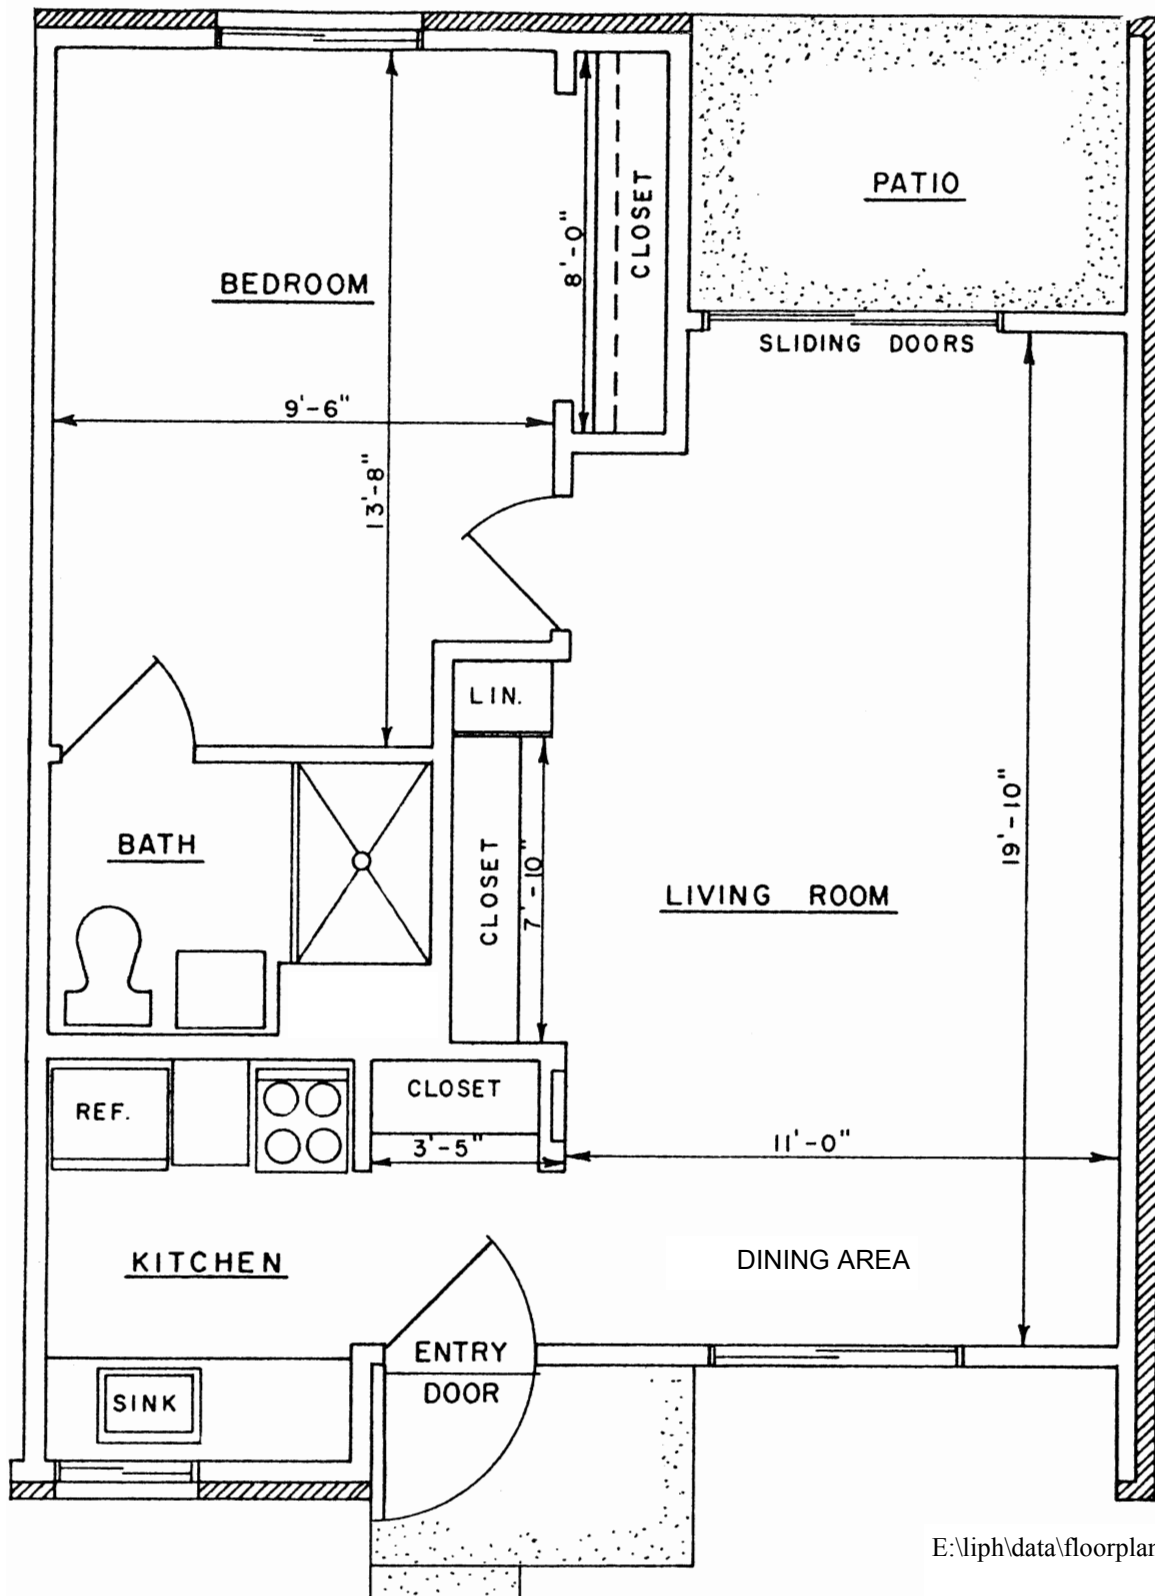 PATIO
CLOSET
8'-0"
BEDROOM
SLIDING DOORS
9'-6"
13'-8"
LIN.
19'-10"
BATH
CLOSET
7'-10"
LIVING ROOM
REF.
CLOSET
3'-5"
11'-0"
KITCHEN
DINING AREA
ENTRY
DOOR
SINK
E:\liph\data\floorplan